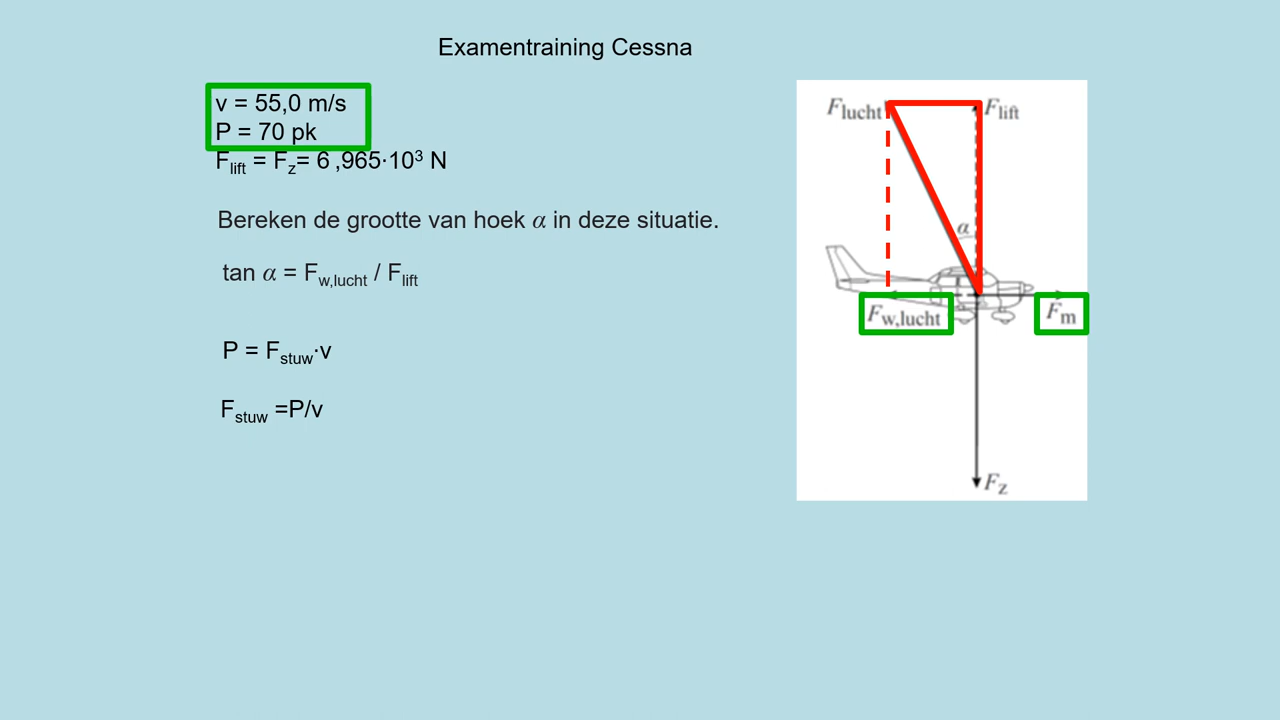 Examentraining Cessna
v = 55,0 m/s
P = 70 pk
Flift = Fz= 6 ,965·10³ N
Bereken de grootte van hoek α in deze situatie.
tan α = Fw,lucht / Flift
P = Fstuw·v
Fstuw =P/v
Flucht
Flift
α
Fw,lucht
Fm
Fz